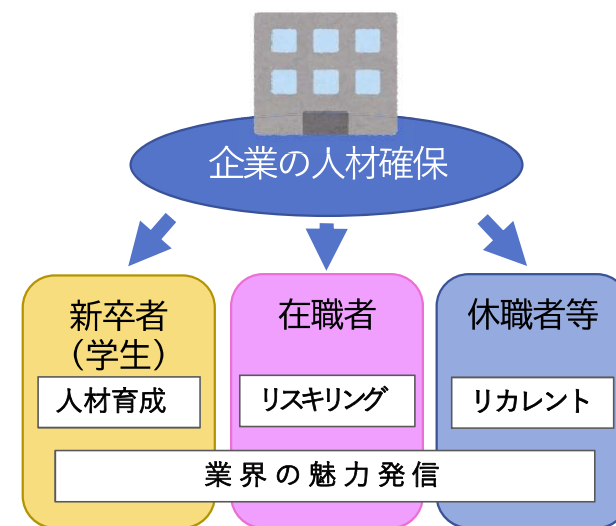 企業の人材確保
新卒者
（学生）
人材育成
在職者
リスキリング
休職者等
リカレント
業界の魅力発信